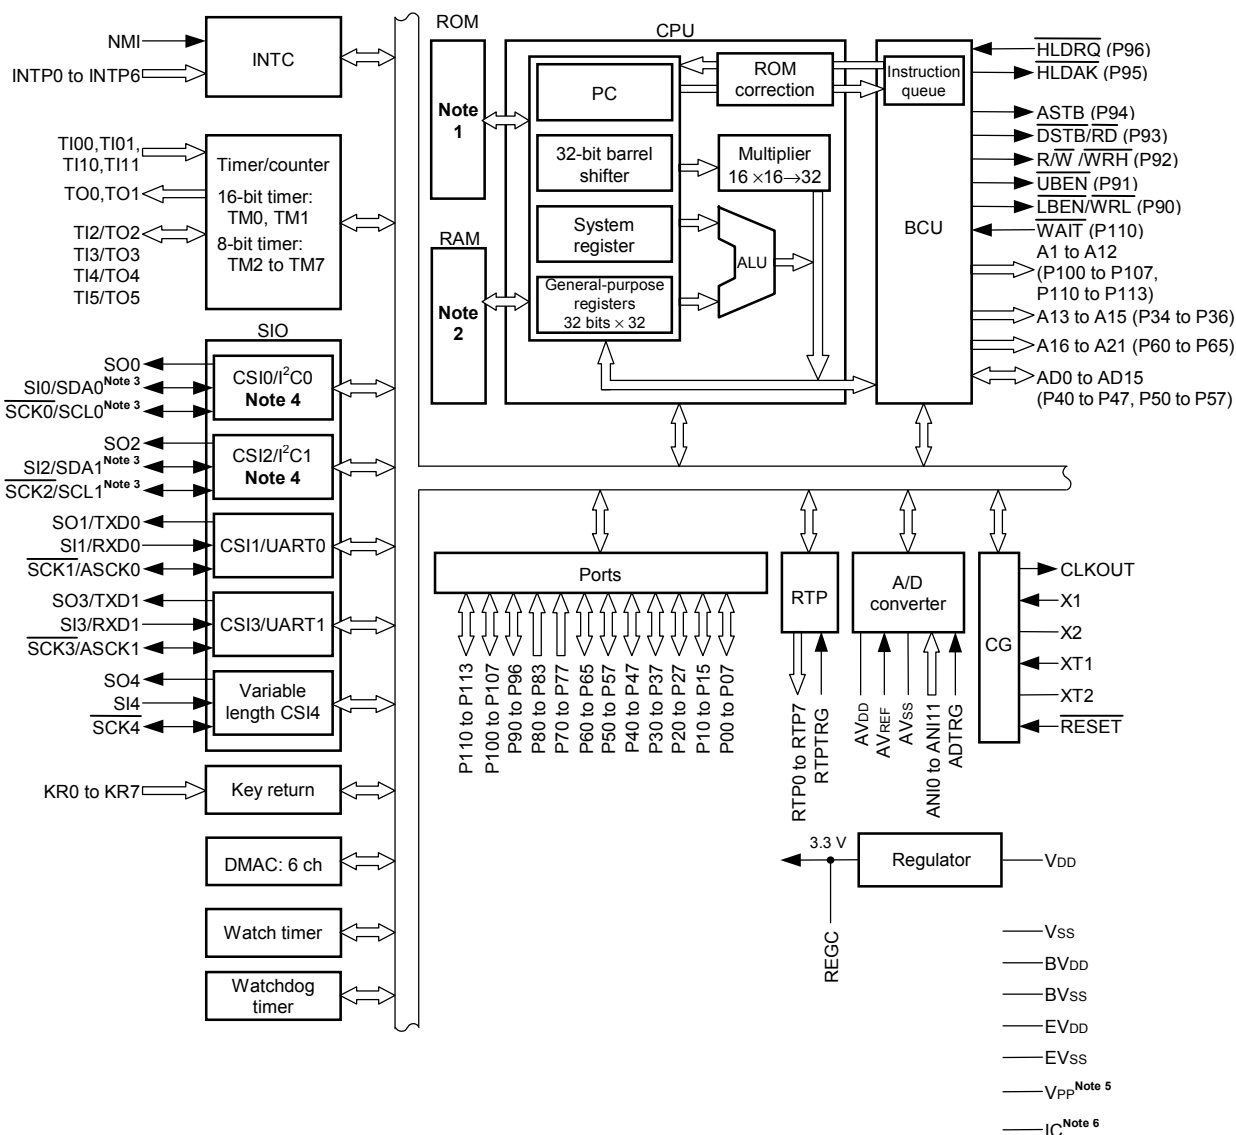 ROM
CPU
NMI
INTP0 to INTP6
INTC
TI00,TI01,
TI10,TI11
TO0,TO1
TI2/TO2
TI3/TO3
TI4/TO4
TI5/TO5
Timer/counter
16-bit timer:
TM0, TM1
8-bit timer:
TM2 to TM7
SIO
SO0
SI0/SDA0Note 3
SCK0/SCL0Note 3
CSI0/I2C0
Note 4
SO2
SI2/SDA1Note 3
SCK2/SCL1Note 3
CSI2/I2C1
Note 4
SO1/TXD0
SI1/RXD0
SCK1/ASCK0
CSI1/UART0
SO3/TXD1
SI3/RXD1
SCK3/ASCK1
CSI3/UART1
SO4
SI4
SCK4
Variable
length CSI4
KR0 to KR7
Key return
DMAC: 6 ch
Watch timer
Watchdog
timer
Note
1
RAM
Note
2
PC
32-bit barrel
shifter
System
register
General-purpose
registers
32 bits × 32
ROM
correction
Multiplier
16 ×16→32
ALU
Instruction
queue
BCU
HLDRQ (P96)
HLDAK (P95)
ASTB (P94)
DSTB/RD (P93)
R/W /WRH (P92)
UBEN (P91)
LBEN/WRL (P90)
WAIT (P110)
A1 to A12
(P100 to P107,
P110 to P113)
A13 to A15 (P34 to P36)
A16 to A21 (P60 to P65)
AD0 to AD15
(P40 to P47, P50 to P57)
Ports
P110 to P113
P100 to P107
P90 to P96
P80 to P83
P70 to P77
P60 to P65
P50 to P57
P40 to P47
P30 to P37
P20 to P27
P10 to P15
P00 to P07
RTP
RTP0 to RTP7
RTPTRG
A/D
converter
AVDD
AVREF
AVSS
ANI0 to ANI11
ADTRG
CG
CLKOUT
X1
X2
XT1
XT2
RESET
3.3 V
Regulator
VDD
REGC
VSS
BVDD
BVSS
EVDD
EVSS
VPPNote 5
ICNote 6